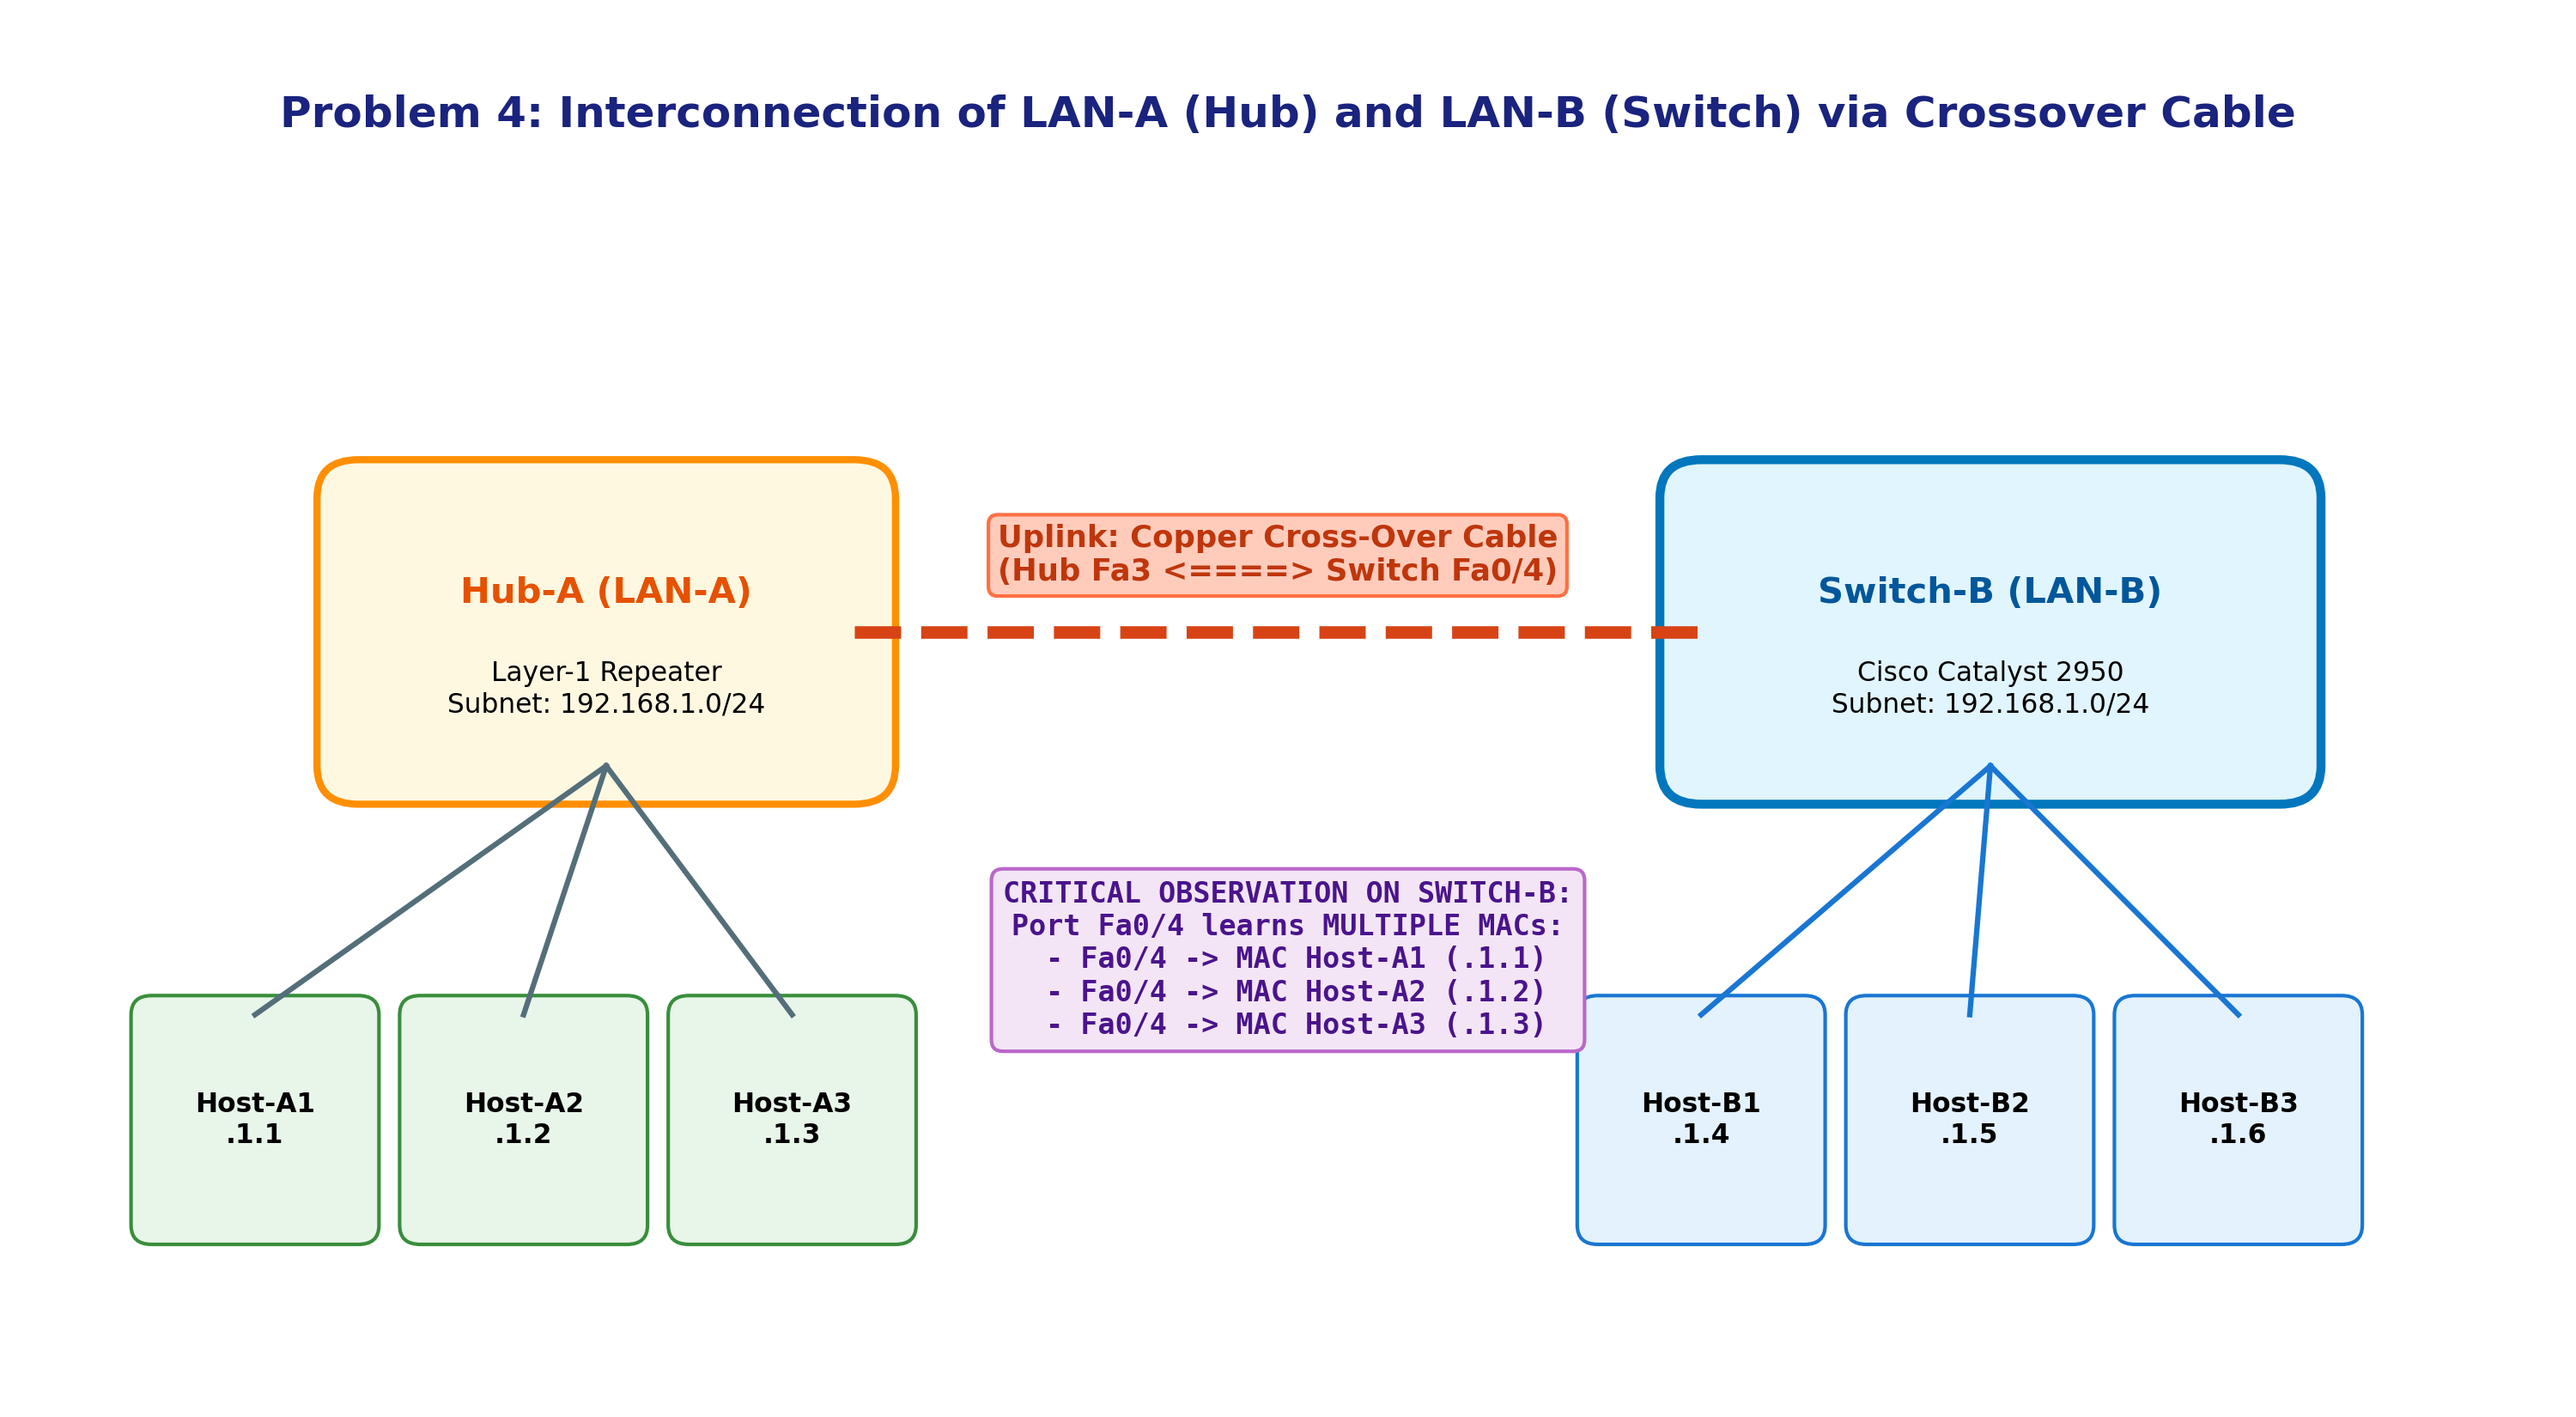 Problem 4: Interconnection of LAN-A (Hub) and LAN-B (Switch) via Crossover Cable
Uplink: Copper Cross-Over Cable
(Hub Fa3 <====> Switch Fa0/4)
Hub-A (LAN-A)
Layer-1 Repeater
Subnet: 192.168.1.0/24
Switch-B (LAN-B)
Cisco Catalyst 2950
Subnet: 192.168.1.0/24
CRITICAL OBSERVATION ON SWITCH-B:
Port Fa0/4 learns MULTIPLE MACs:
- Fa0/4 -> MAC Host-A1 (.1.1)
- Fa0/4 -> MAC Host-A2 (.1.2)
- Fa0/4 -> MAC Host-A3 (.1.3)
Host-A1
.1.1
Host-A2
.1.2
Host-A3
.1.3
Host-B1
.1.4
Host-B2
.1.5
Host-B3
.1.6